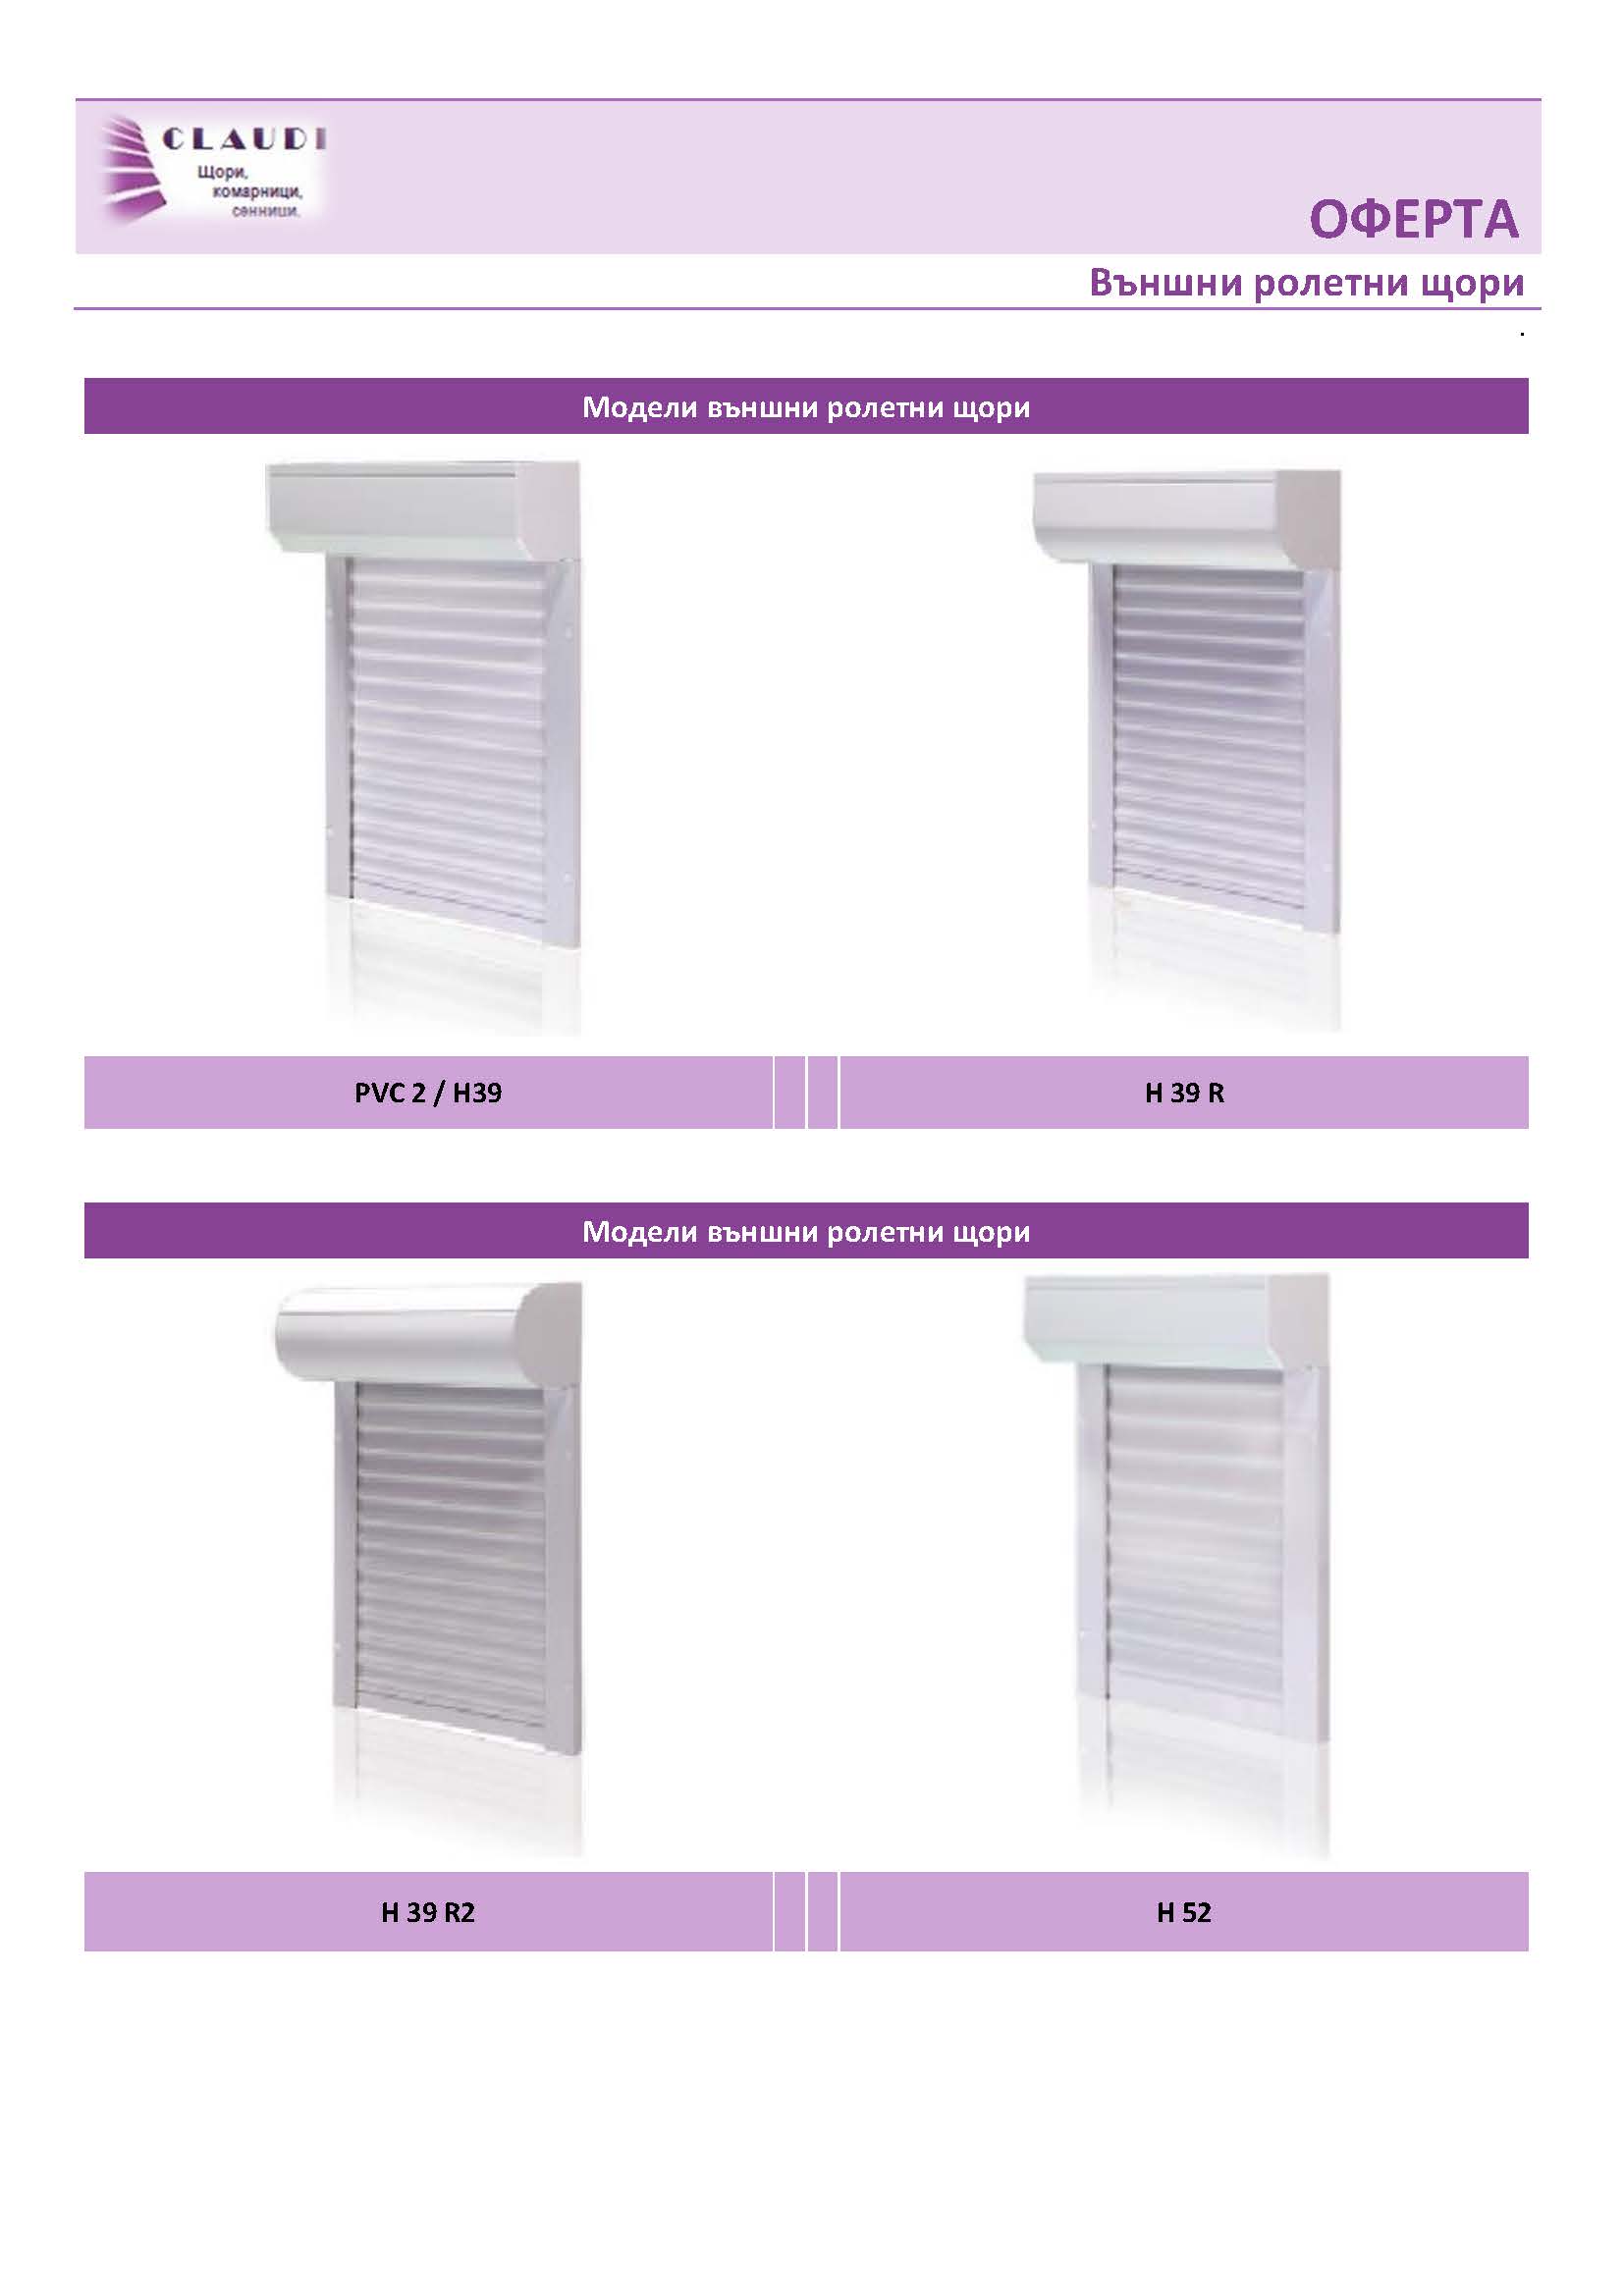 CLAUDI
Щори,
комарници,
сенници.
ОФЕРТА
Външни ролетни щори
.
Модели външни ролетни щори
PVC 2 / H39
H 39 R
Модели външни ролетни щори
H 39 R2
H 52